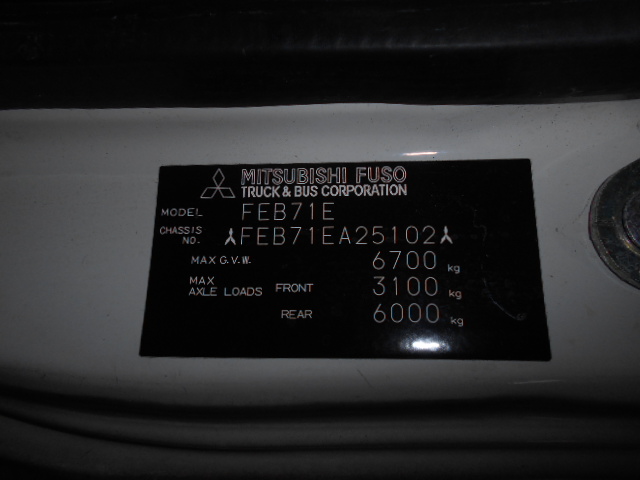 MITSUBISHI FUSO
TRUCK & BUS CORPORATION
MODEL FEB71E
CHASSIS NO. FEB71EA25102
MAX G.V.W. 6700 kg
MAX AXLE LOADS FRONT 3100 kg
REAR 6000 kg